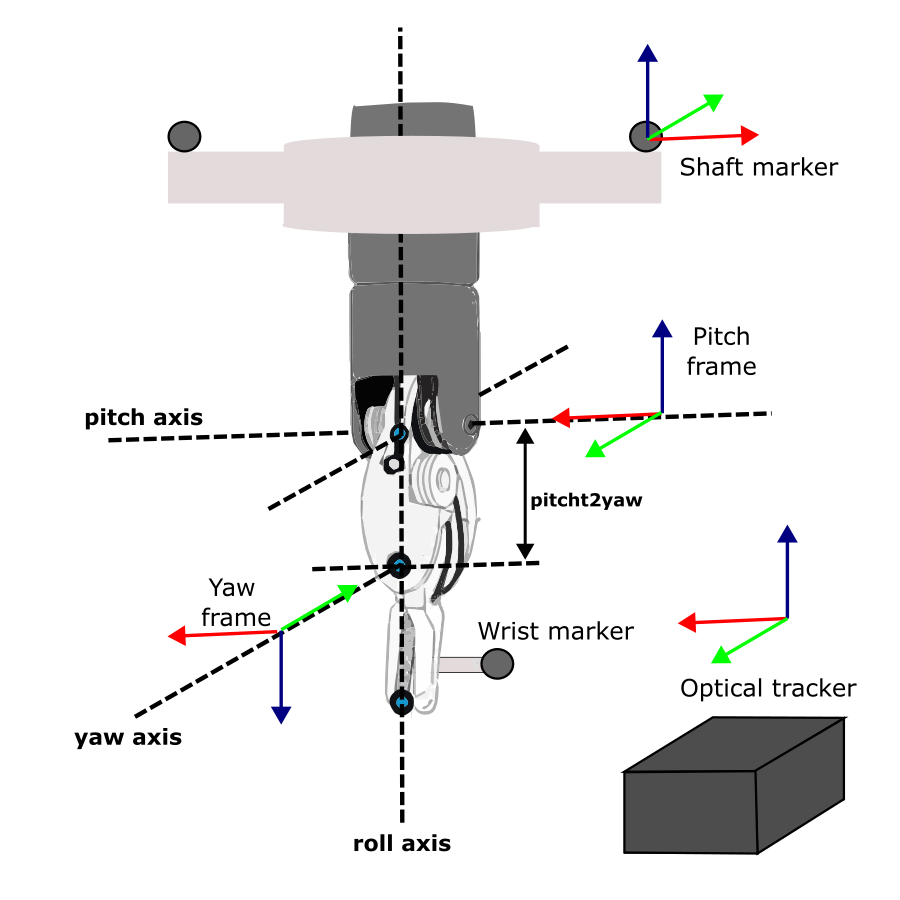 Shaft marker
Pitch
frame
pitch axis
pitcht2yaw
Yaw
frame
Wrist marker
Optical tracker
yaw axis
roll axis